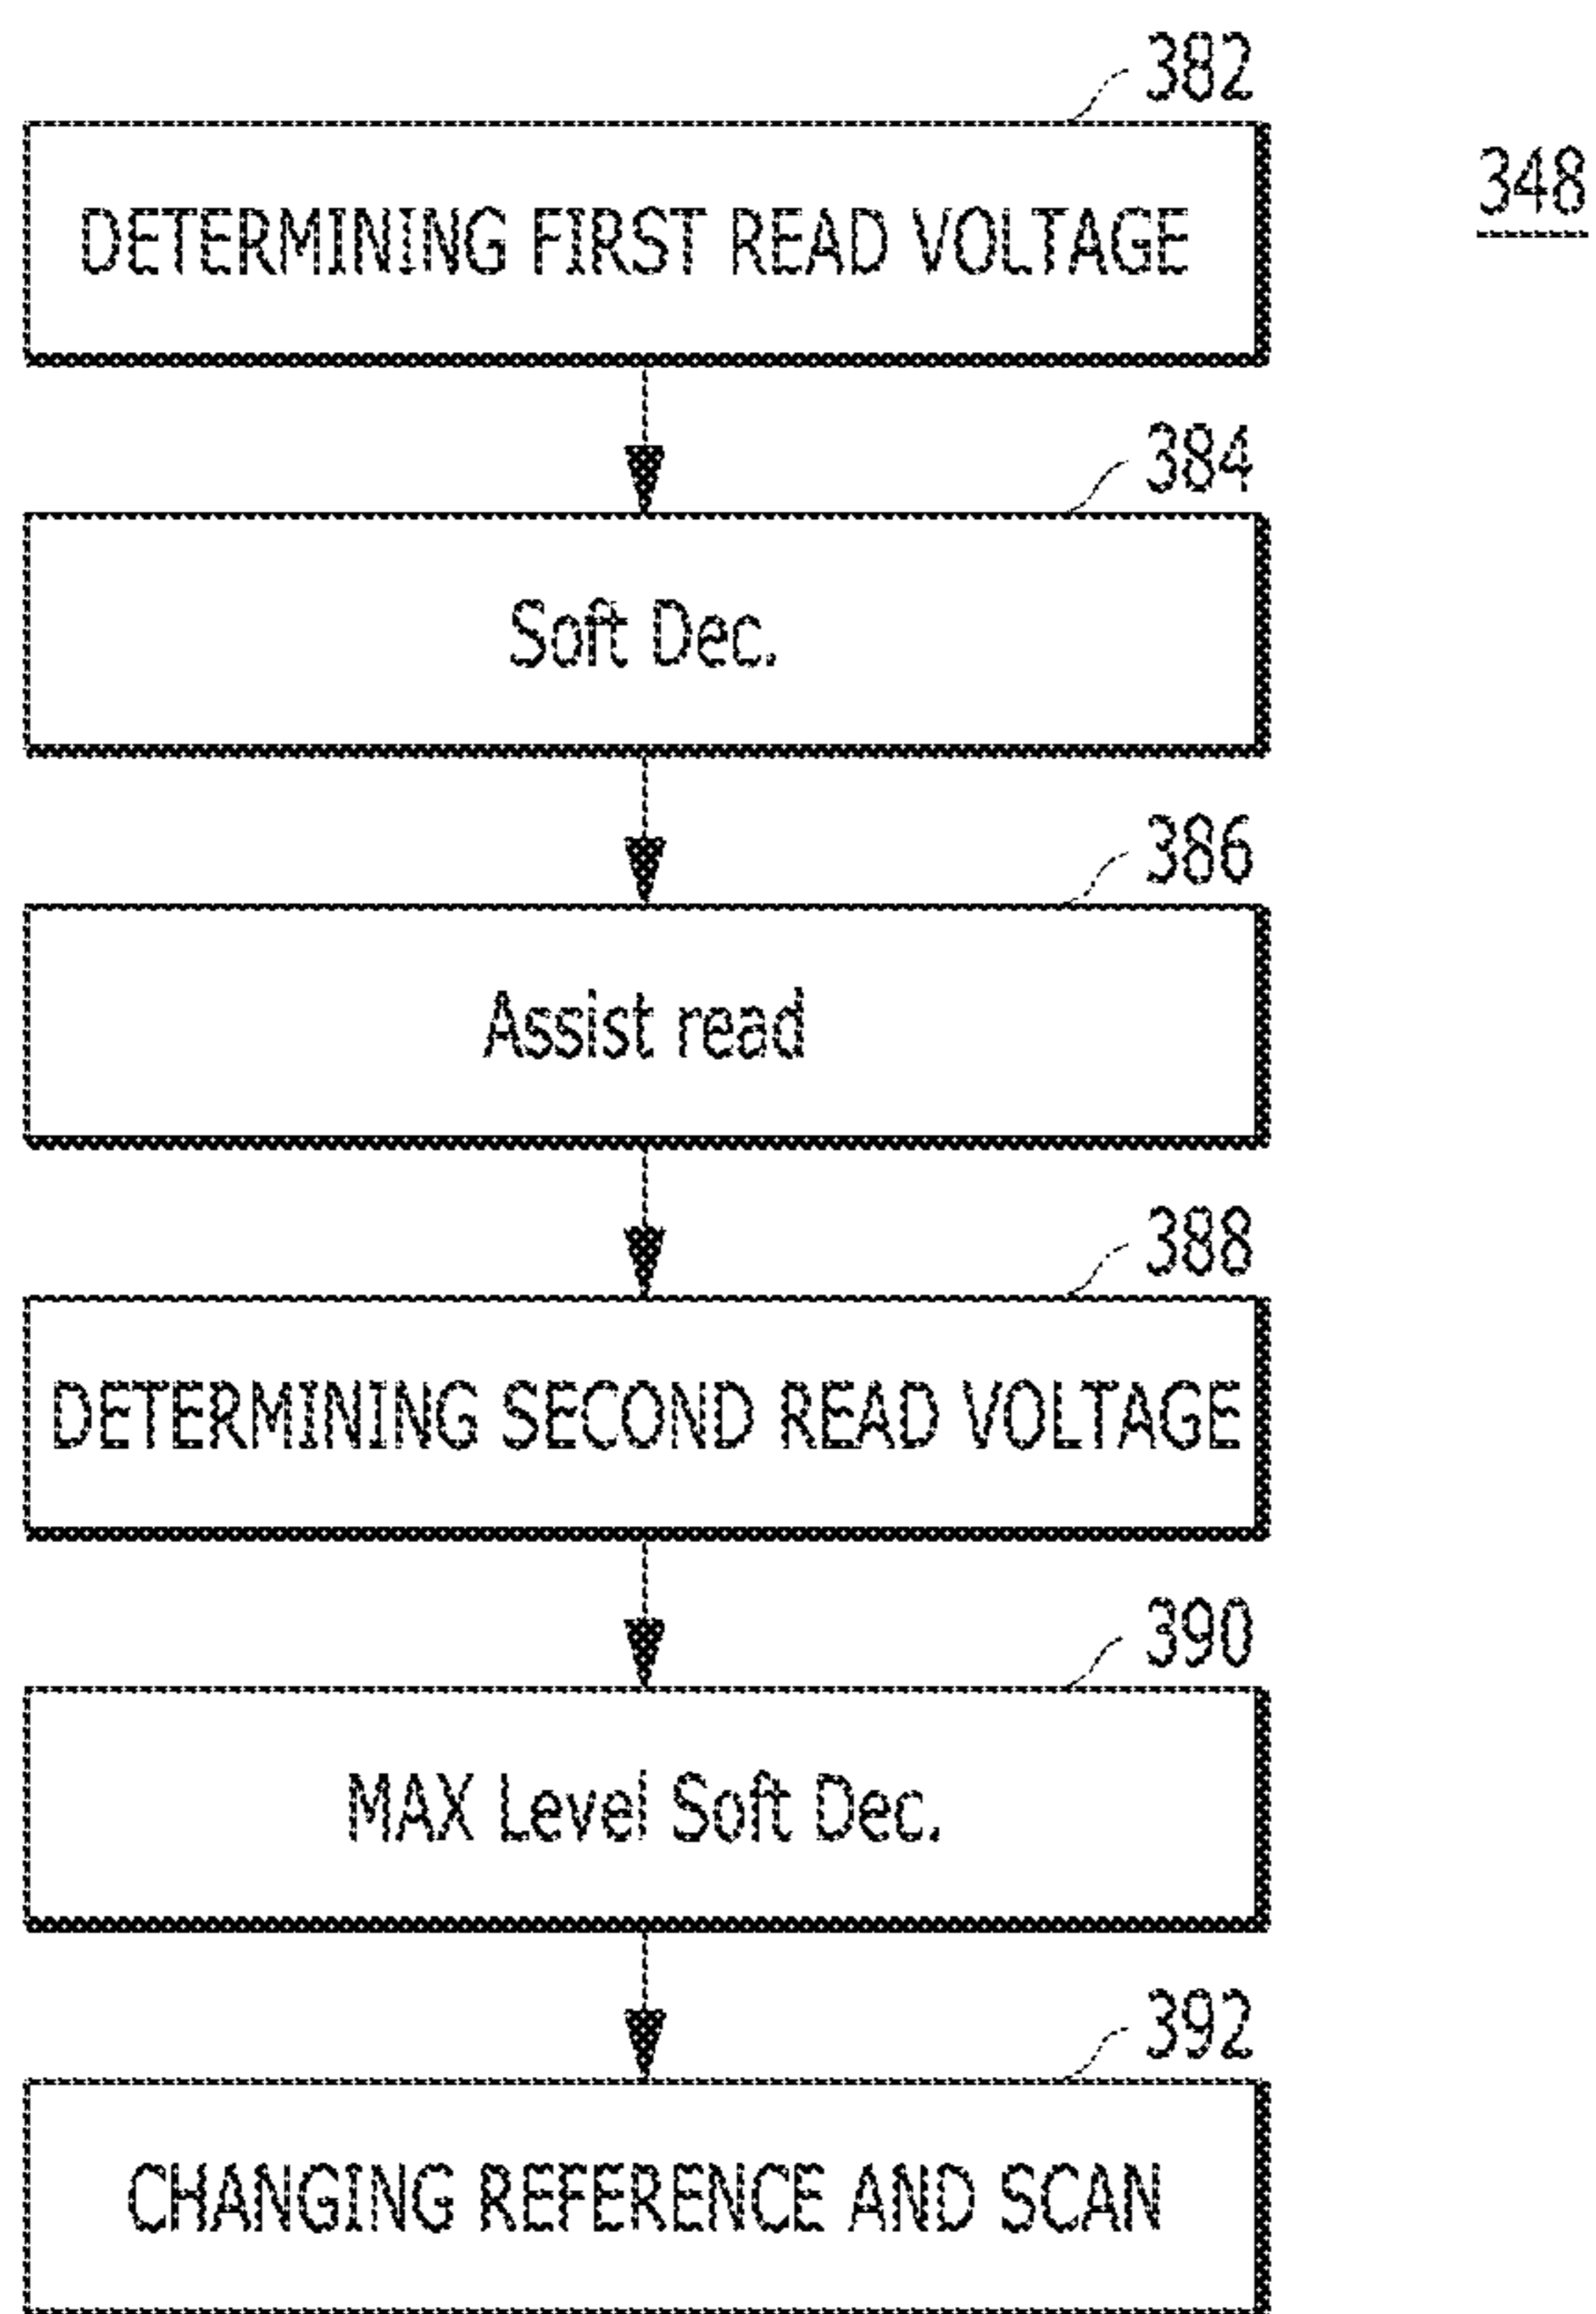 382
348
DETERMINING FIRST READ VOLTAGE
384
Soft Dec.
386
Assist read
388
DETERMINING SECOND READ VOLTAGE
390
MAX Level Soft Dec.
392
CHANGING REFERENCE AND SCAN